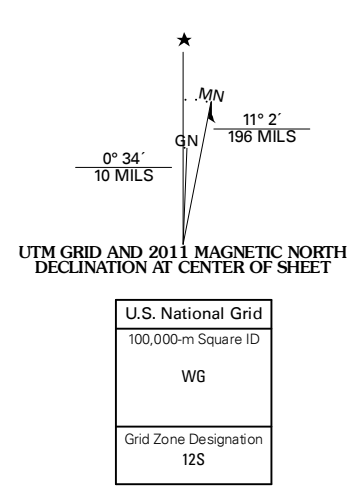 ★
MN
GN
11° 2´
196 MILS
0° 34´
10 MILS
UTM GRID AND 2011 MAGNETIC NORTH
DECLINATION AT CENTER OF SHEET
U.S. National Grid
100,000-m Square ID
WG
Grid Zone Designation
12S